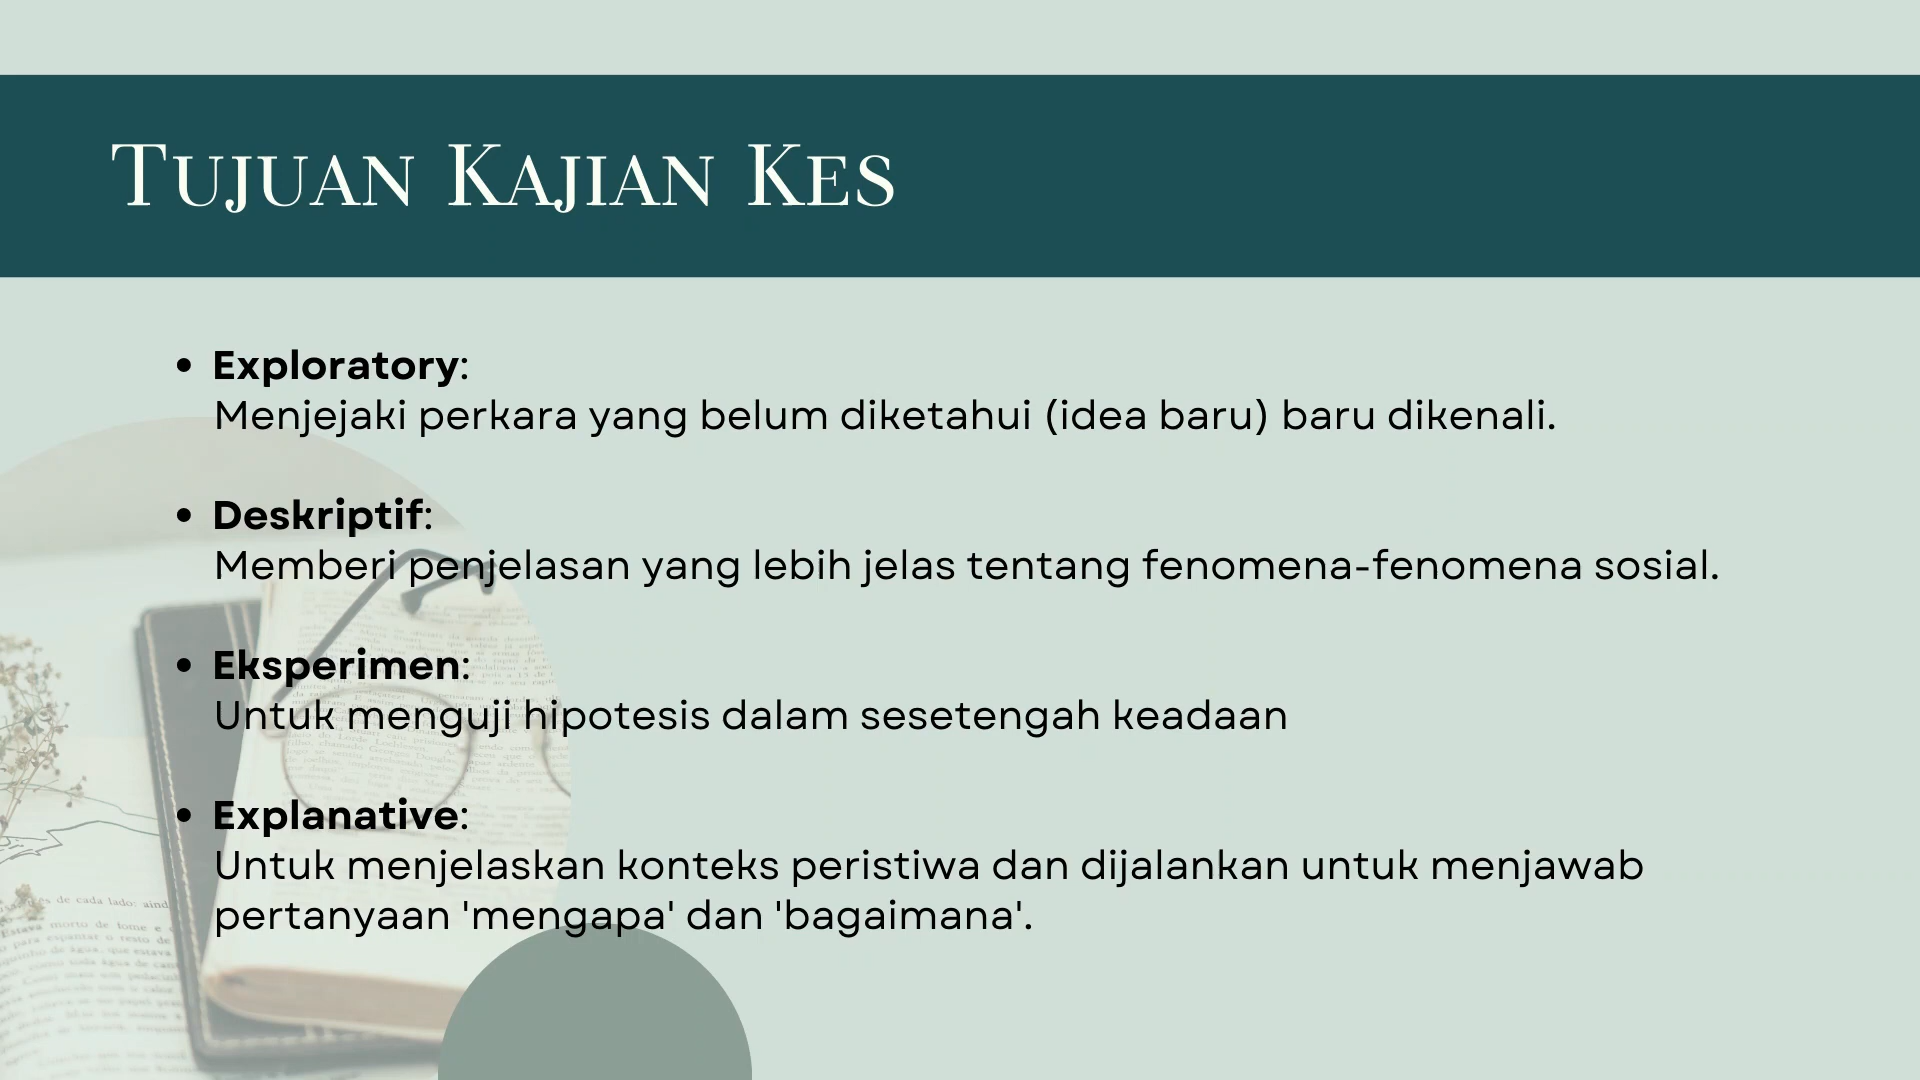 Tujuan Kajian Kes
• Exploratory:
Menjejaki perkara yang belum diketahui (idea baru) baru dikenali.
• Deskriptif:
Memberi penjelasan yang lebih jelas tentang fenomena-fenomena sosial.
• Eksperimen:
Untuk menguji hipotesis dalam sesetengah keadaan
• Explanative:
Untuk menjelaskan konteks peristiwa dan dijalankan untuk menjawab
pertanyaan 'mengapa' dan 'bagaimana'.